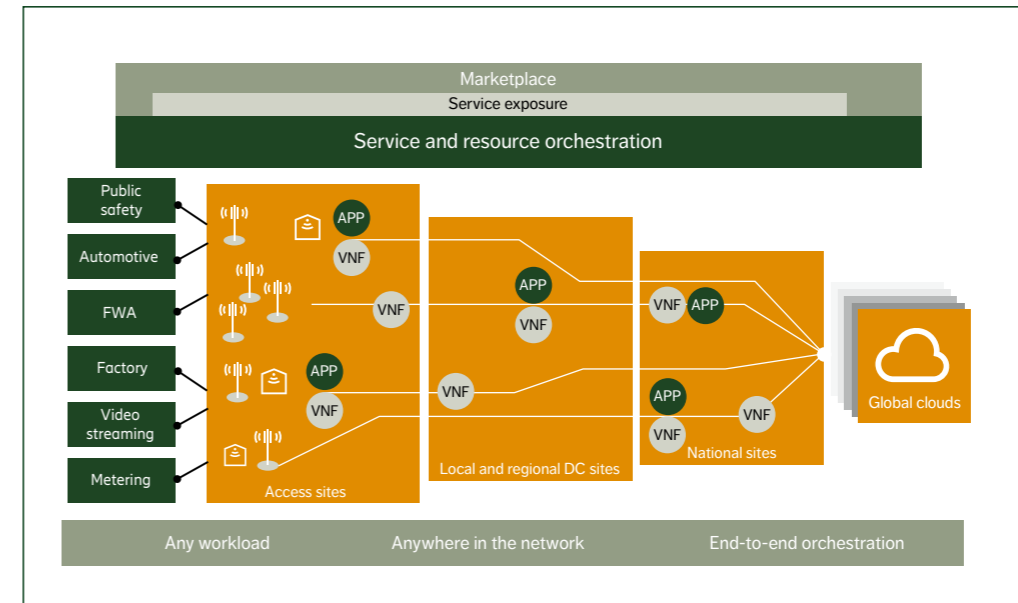 Marketplace
Service exposure
Service and resource orchestration
Public
safety
Automotive
FWA
Factory
Video
streaming
Metering
APP
VNF
VNF
APP
VNF
Access sites
APP
VNF
VNF
Local and regional DC sites
VNF
APP
APP
VNF
VNF
National sites
Global clouds
Any workload
Anywhere in the network
End-to-end orchestration